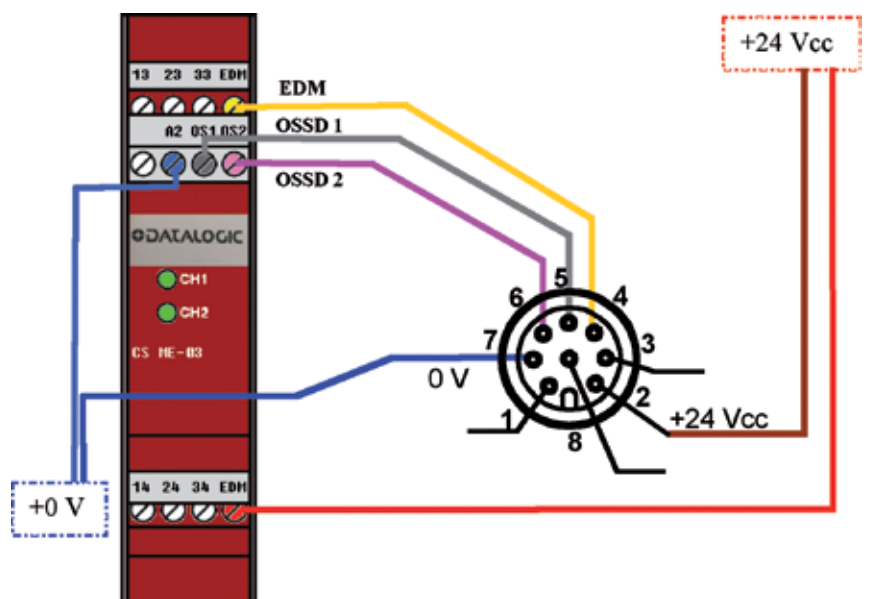 +24 Vcc
13 23 33 EDM
EDM
A2 OS1 OS2
OSSD 1
OSSD 2
DATALOGIC
CH1
CH2
CS ME-03
5
6
4
7
3
0 V
2
1
+24 Vcc
8
14 24 34 EDM
+0 V